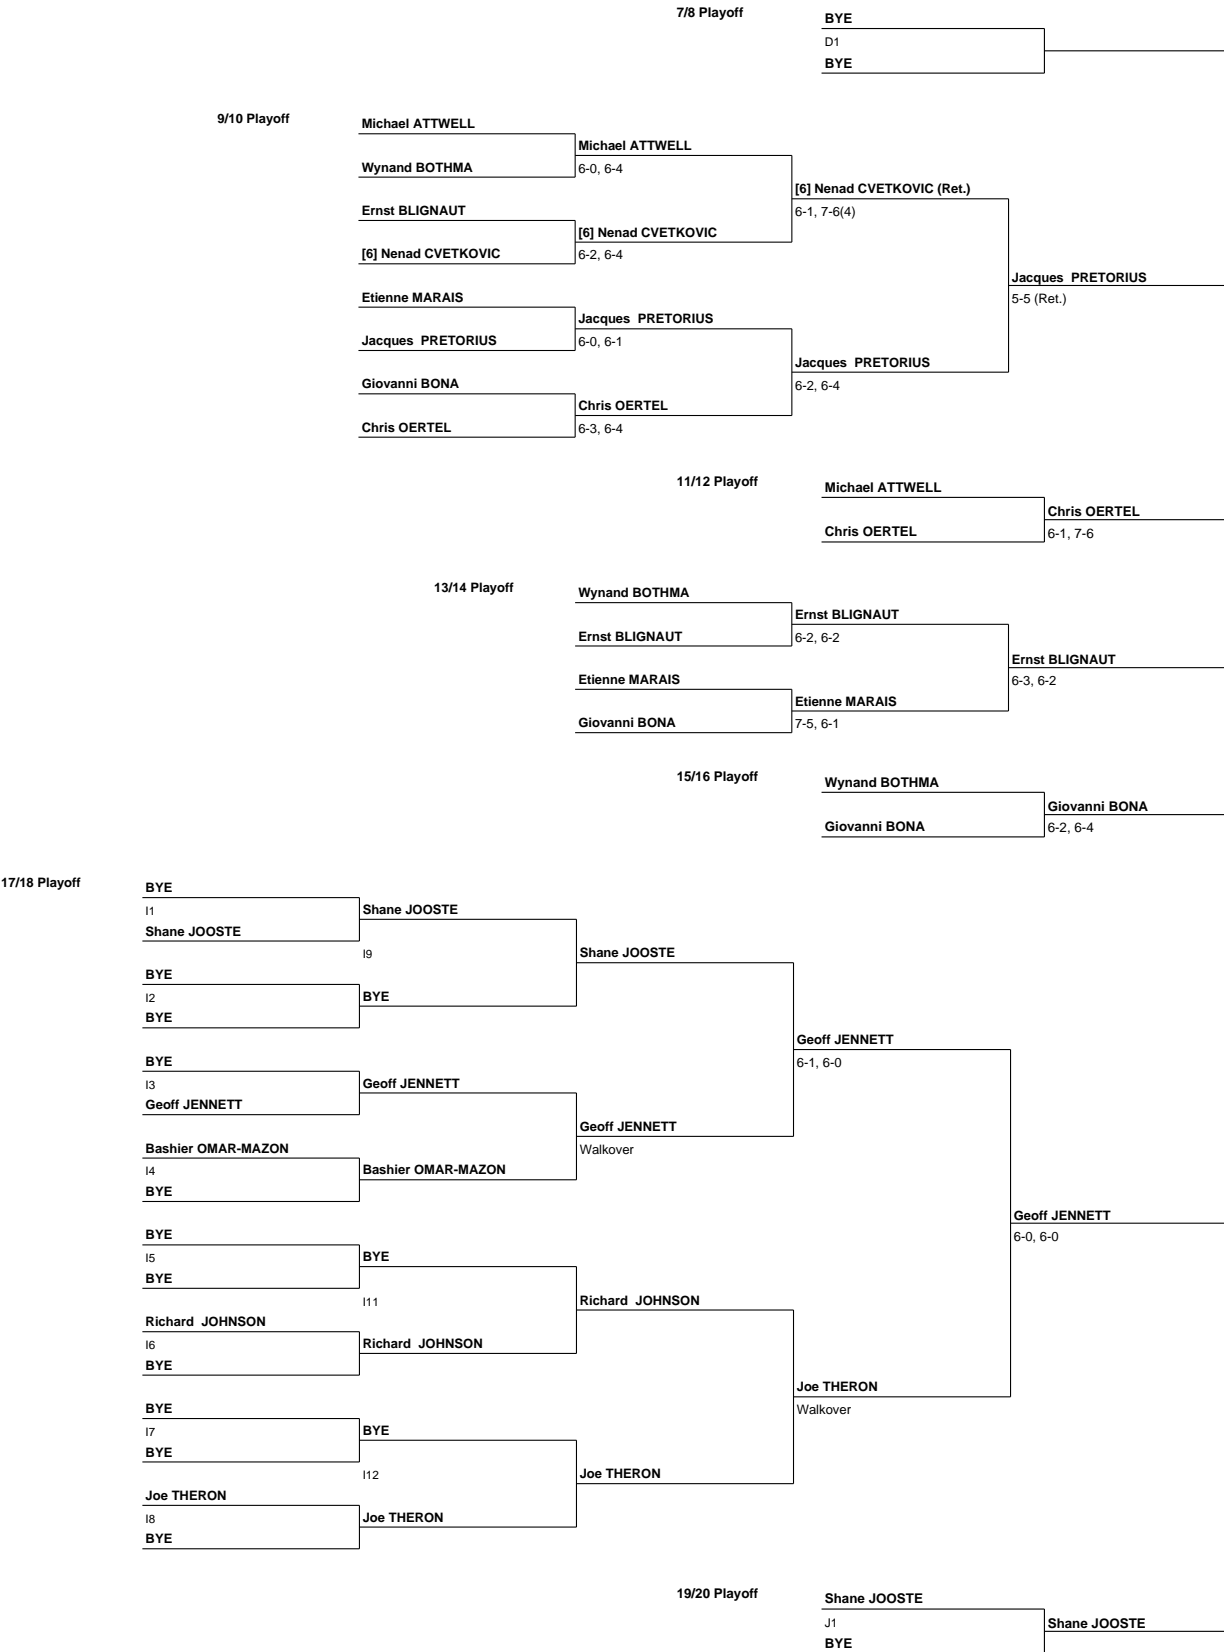 7/8 Playoff
BYE
D1
BYE
9/10 Playoff
Michael ATTWELL
Michael ATTWELL
Wynand BOTHMA
6-0, 6-4
[6] Nenad CVETKOVIC (Ret.)
Ernst BLIGNAUT
6-1, 7-6(4)
[6] Nenad CVETKOVIC
[6] Nenad CVETKOVIC
6-2, 6-4
Jacques PRETORIUS
Etienne MARAIS
5-5 (Ret.)
Jacques PRETORIUS
Jacques PRETORIUS
6-0, 6-1
Jacques PRETORIUS
Giovanni BONA
6-2, 6-4
Chris OERTEL
Chris OERTEL
6-3, 6-4
11/12 Playoff
Michael ATTWELL
Chris OERTEL
Chris OERTEL
6-1, 7-6
13/14 Playoff
Wynand BOTHMA
Ernst BLIGNAUT
Ernst BLIGNAUT
6-2, 6-2
Ernst BLIGNAUT
Etienne MARAIS
6-3, 6-2
Etienne MARAIS
Giovanni BONA
7-5, 6-1
15/16 Playoff
Wynand BOTHMA
Giovanni BONA
Giovanni BONA
6-2, 6-4
17/18 Playoff
BYE
I1
Shane JOOSTE
Shane JOOSTE
I9
Shane JOOSTE
BYE
I2
BYE
BYE
Geoff JENNETT
BYE
6-1, 6-0
I3
Geoff JENNETT
Geoff JENNETT
Geoff JENNETT
Bashier OMAR-MAZON
Walkover
I4
Bashier OMAR-MAZON
BYE
Geoff JENNETT
BYE
6-0, 6-0
I5
BYE
BYE
I11
Richard JOHNSON
Richard JOHNSON
I6
Richard JOHNSON
BYE
Joe THERON
BYE
Walkover
I7
BYE
BYE
I12
Joe THERON
Joe THERON
I8
Joe THERON
BYE
19/20 Playoff
Shane JOOSTE
J1
Shane JOOSTE
BYE